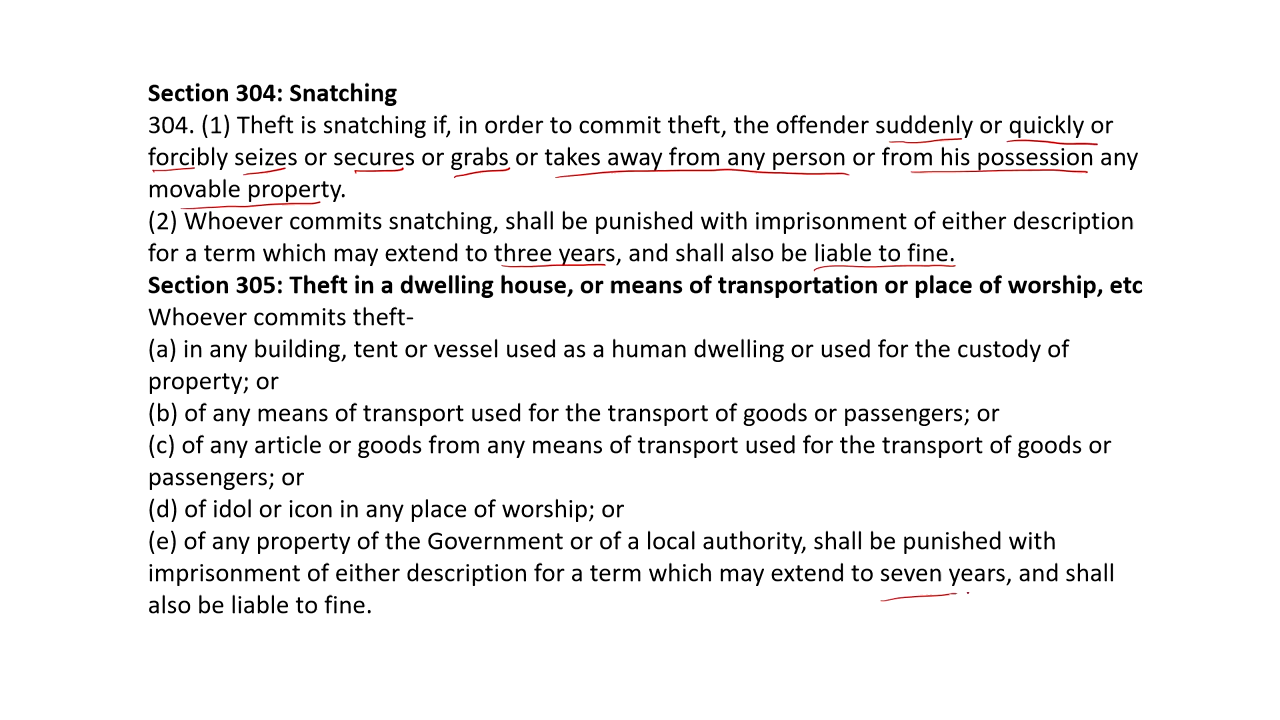 Section 304: Snatching
304. (1) Theft is snatching if, in order to commit theft, the offender suddenly or quickly or
forcibly seizes or secures or grabs or takes away from any person or from his possession any
movable property.
(2) Whoever commits snatching, shall be punished with imprisonment of either description
for a term which may extend to three years, and shall also be liable to fine.
Section 305: Theft in a dwelling house, or means of transportation or place of worship, etc
Whoever commits theft-
(a) in any building, tent or vessel used as a human dwelling or used for the custody of
property; or
(b) of any means of transport used for the transport of goods or passengers; or
(c) of any article or goods from any means of transport used for the transport of goods or
passengers; or
(d) of idol or icon in any place of worship; or
(e) of any property of the Government or of a local authority, shall be punished with
imprisonment of either description for a term which may extend to seven years, and shall
also be liable to fine.